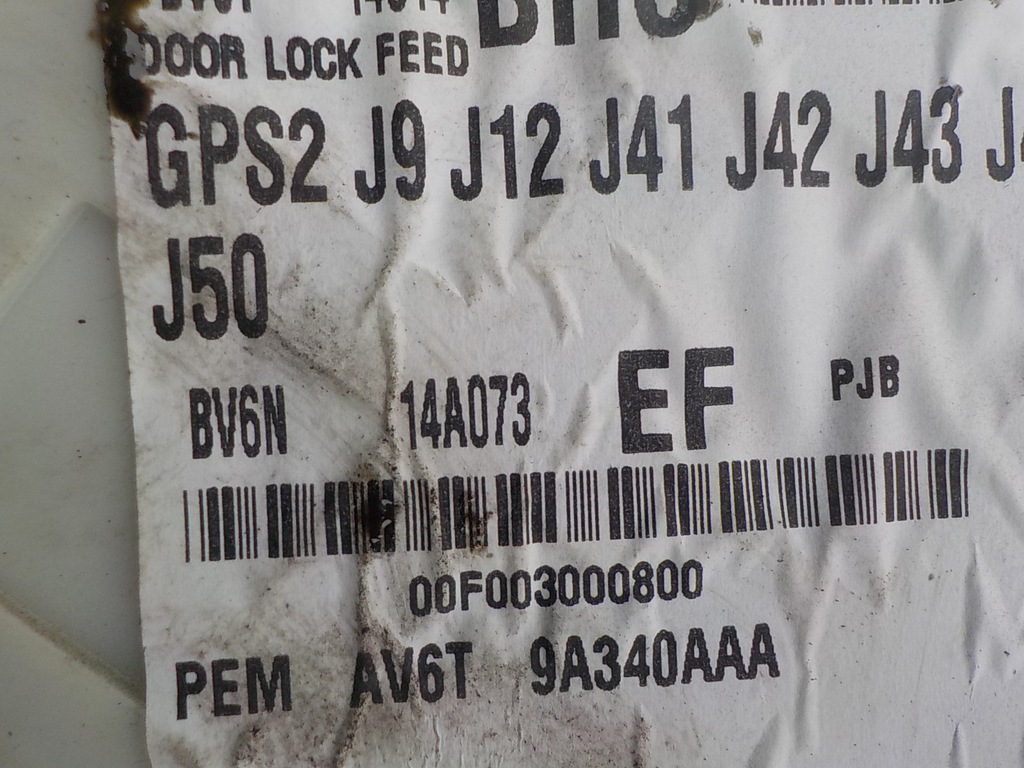 DOOR LOCK FEED
GPS2 J9 J12 J41 J42 J43
J50
BV6N 14A073 EF PJB
00F003000800
PEM AV6T 9A340AAA